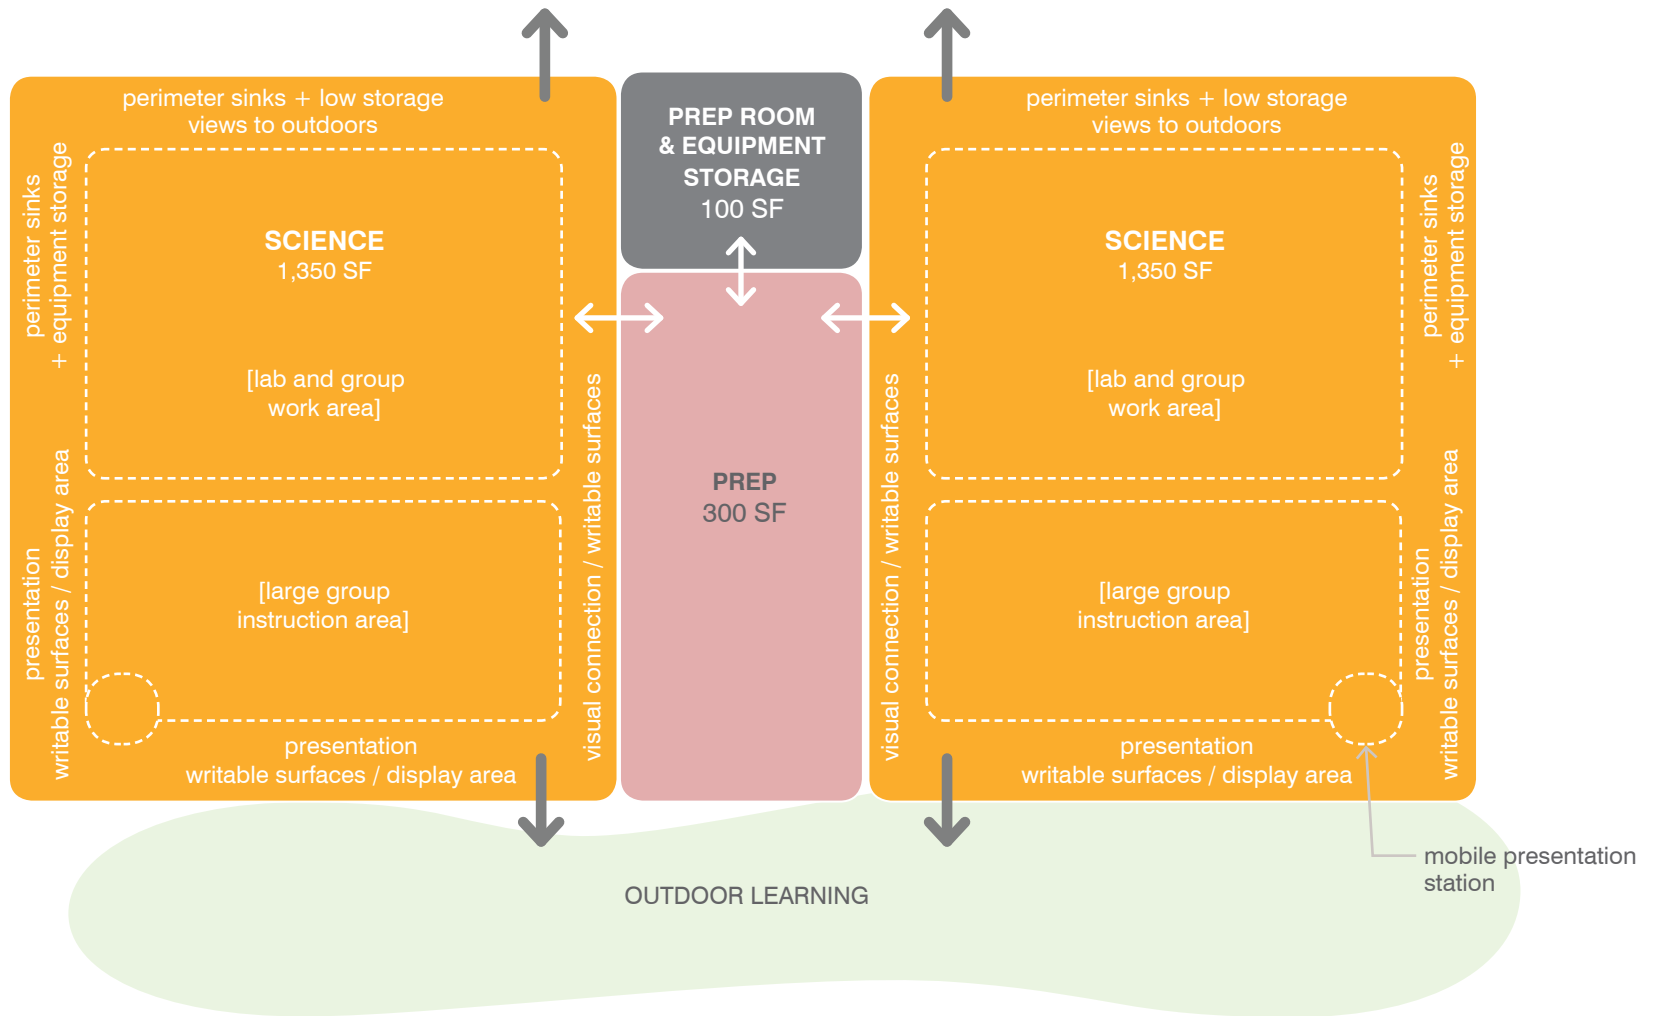 perimeter sinks + low storage
views to outdoors
perimeter sinks
+ equipment storage
SCIENCE
1,350 SF
[lab and group
work area]
presentation
writable surfaces / display area
[large group
instruction area]
visual connection / writable surfaces
presentation
writable surfaces / display area
PREP ROOM
& EQUIPMENT
STORAGE
100 SF
PREP
300 SF
perimeter sinks + low storage
views to outdoors
perimeter sinks
+ equipment storage
SCIENCE
1,350 SF
[lab and group
work area]
visual connection / writable surfaces
[large group
instruction area]
presentation
writable surfaces / display area
presentation
writable surfaces / display area
mobile presentation
station
OUTDOOR LEARNING